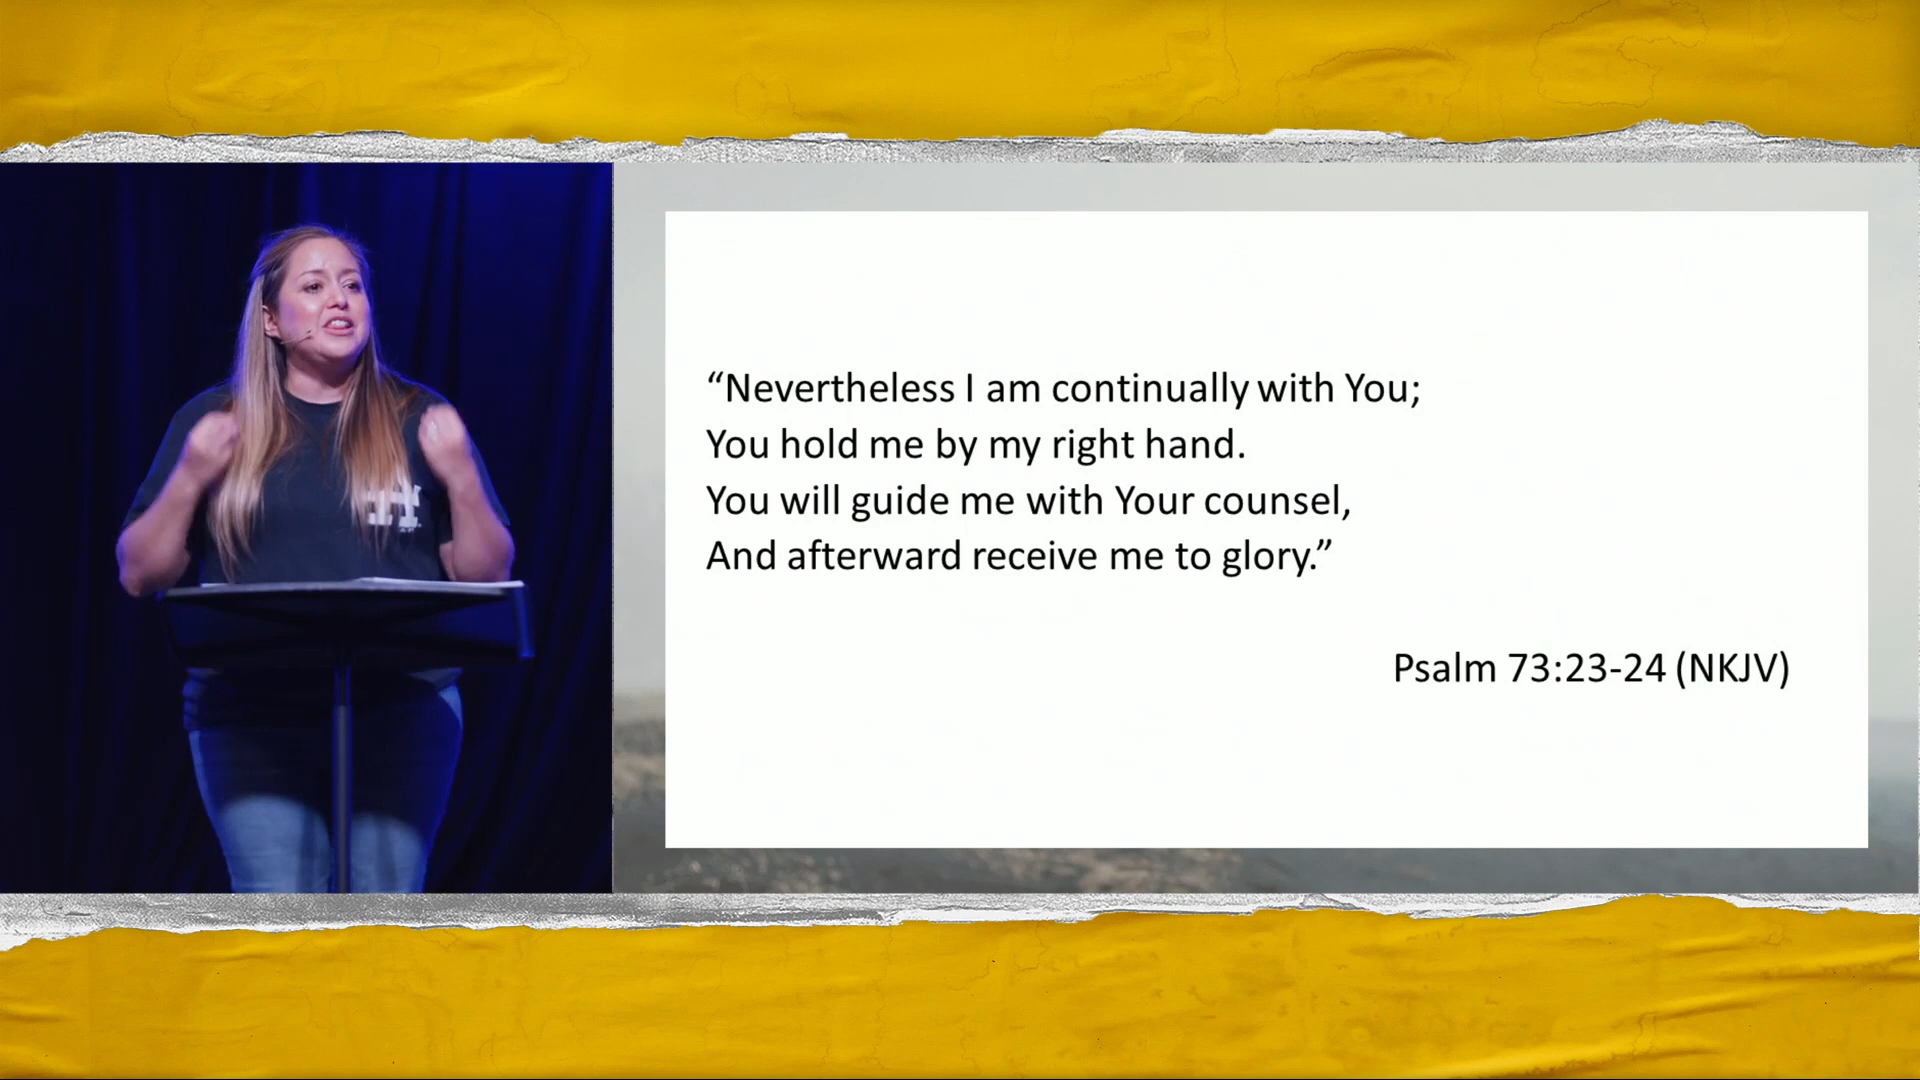 “Nevertheless I am continually with You;
You hold me by my right hand.
You will guide me with Your counsel,
And afterward receive me to glory.”
Psalm 73:23-24 (NKJV)